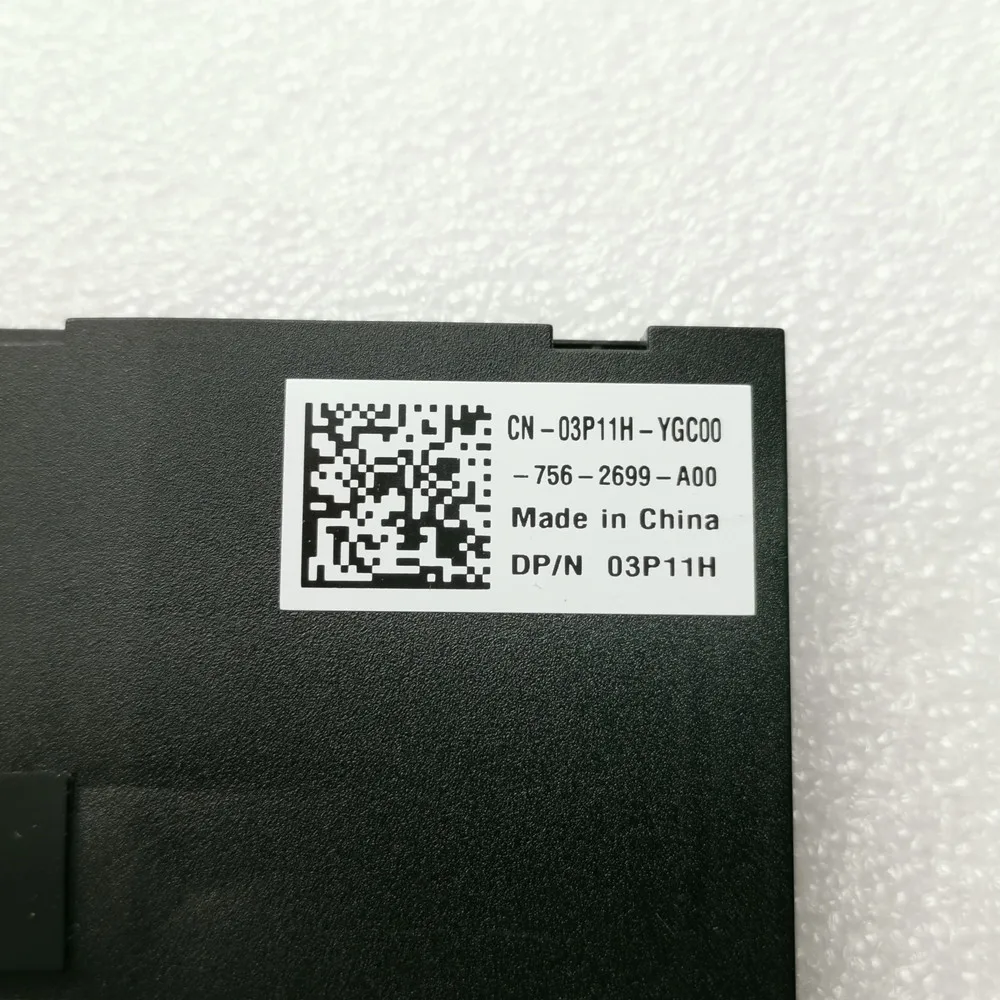 CN-03P11H-YGC00
-756-2699-A00
Made in China
DP/N 03P11H